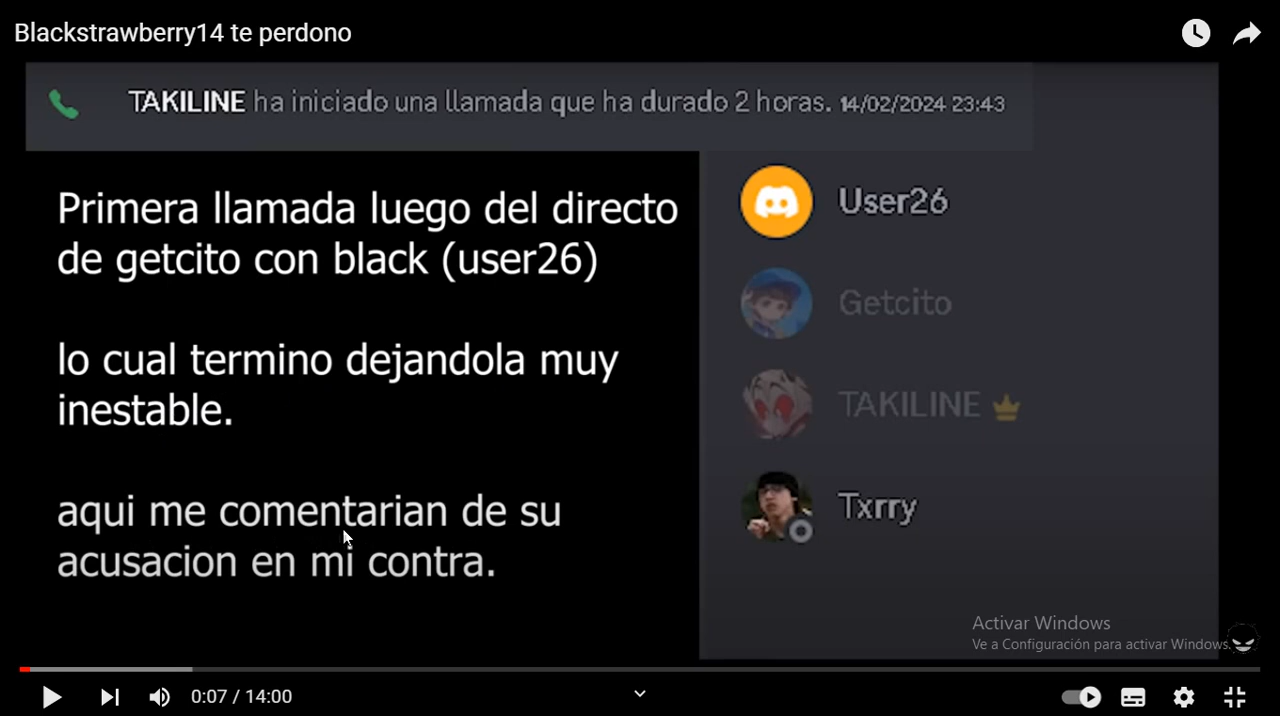 Blackstrawberry14 te perdono
TAKILINE ha iniciado una llamada que ha durado 2 horas. 14/02/2024 23:43
Primera llamada luego del directo
de getcito con black (user26)
lo cual termino dejandola muy
inestable.
aqui me comentarian de su
acusacion en mi contra.
User26
Getcito
TAKILINE
Txrry
Activar Windows
Ve a Configuración para activar Windows.
0:07 / 14:00